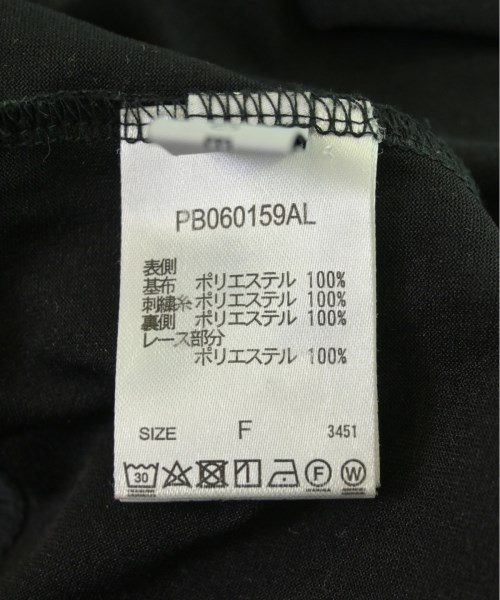 PB060159AL
表側
基布 ポリエステル 100%
刺繍糸 ポリエステル 100%
裏側 ポリエステル 100%
レース部分
ポリエステル 100%
SIZE F 3451
30 F W